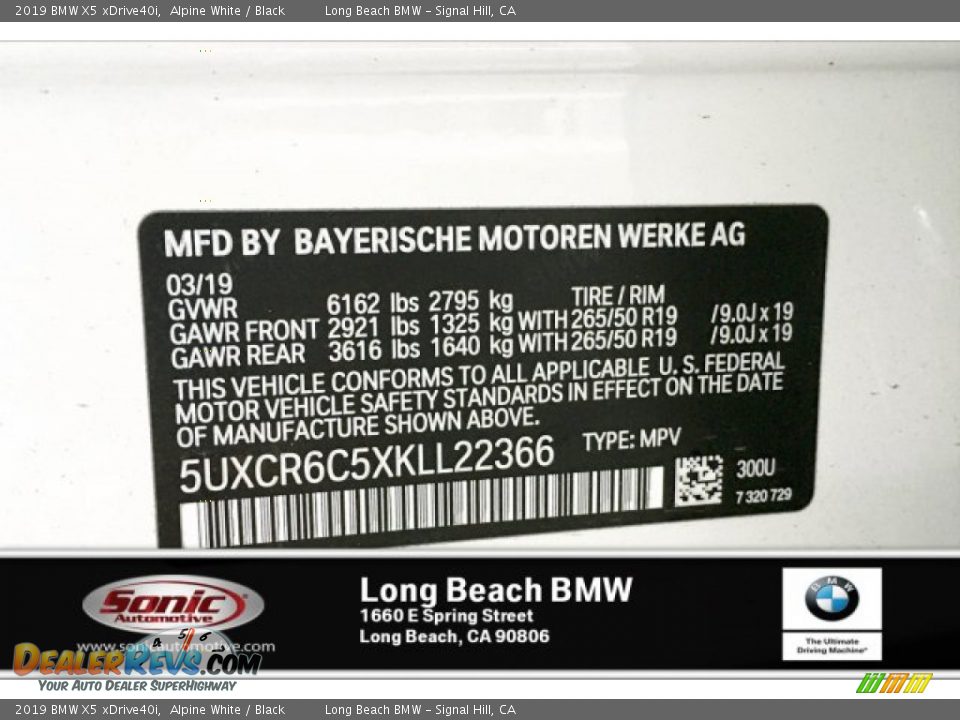 2019 BMW X5 xDrive40i, Alpine White / Black Long Beach BMW - Signal Hill, CA
MFD BY BAYERISCHE MOTOREN WERKE AG
03/19
GVWR 6162 lbs 2795 kg TIRE / RIM
GAWR FRONT 2921 lbs 1325 kg WITH 265/50 R19 /9.0J x 19
GAWR REAR 3616 lbs 1640 kg WITH 265/50 R19 /9.0J x 19
THIS VEHICLE CONFORMS TO ALL APPLICABLE U. S. FEDERAL
MOTOR VEHICLE SAFETY STANDARDS IN EFFECT ON THE DATE
OF MANUFACTURE SHOWN ABOVE.
5UXCR6C5XKLL22366 TYPE: MPV
300U
7 320 729
Sonic
Automotive
www.sonicautomotive.com
Long Beach BMW
1660 E Spring Street
Long Beach, CA 90806
BMW
The Ultimate
Driving Machine®
4 5 6
DEALERREVS.COM
YOUR AUTO DEALER SUPERHIGHWAY
2019 BMW X5 xDrive40i, Alpine White / Black Long Beach BMW - Signal Hill, CA